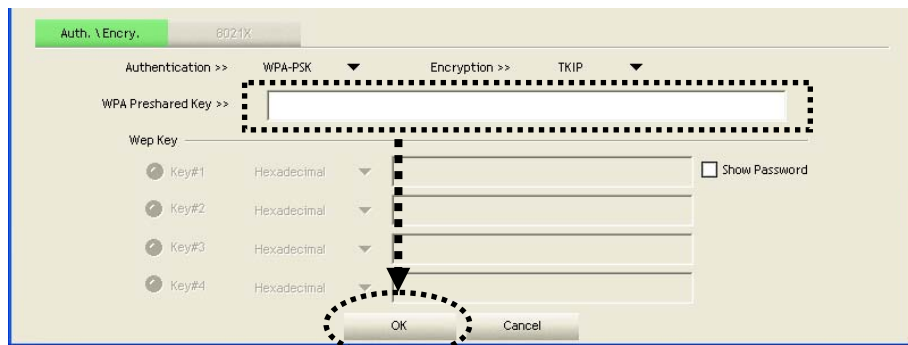 Auth. \ Encry. 8021X
Authentication >> WPA-PSK Encryption >> TKIP
WPA Preshared Key >>
Wep Key
Key#1 Hexadecimal Show Password
Key#2 Hexadecimal
Key#3 Hexadecimal
Key#4 Hexadecimal
OK Cancel